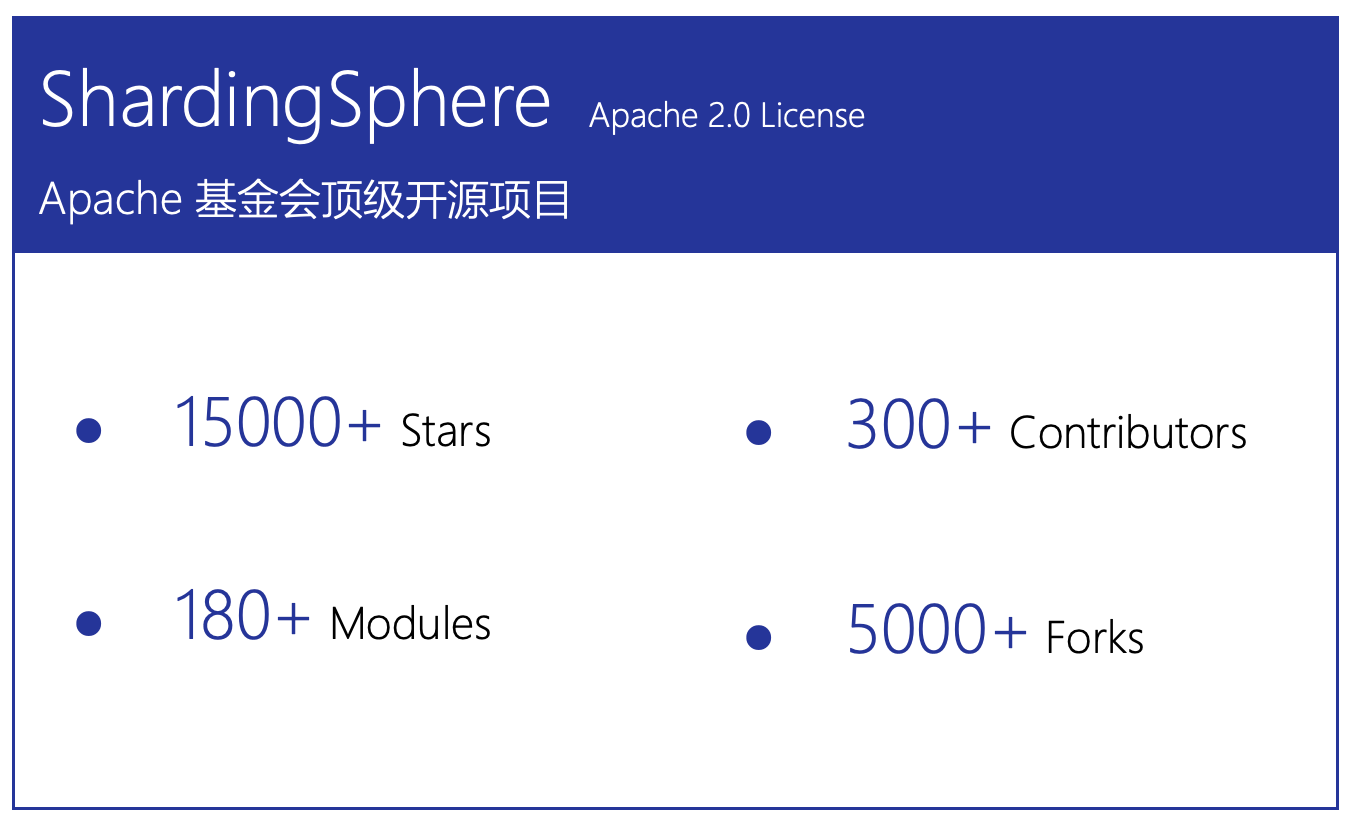 ShardingSphere Apache 2.0 License
Apache 基金会顶级开源项目
● 15000+ Stars
● 300+ Contributors
● 180+ Modules
● 5000+ Forks